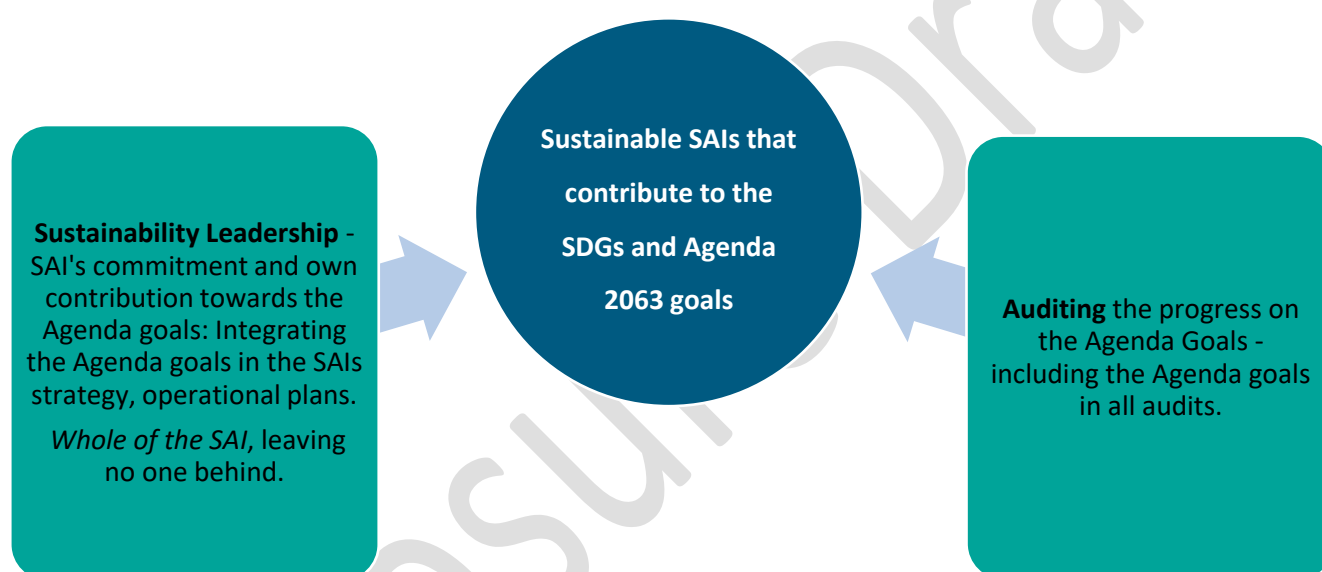 Sustainability Leadership -
SAI's commitment and own
contribution towards the
Agenda goals: Integrating
the Agenda goals in the SAIs
strategy, operational plans.
Whole of the SAI, leaving
no one behind.
Sustainable SAIs that
contribute to the
SDGs and Agenda
2063 goals
Auditing the progress on
the Agenda Goals -
including the Agenda goals
in all audits.